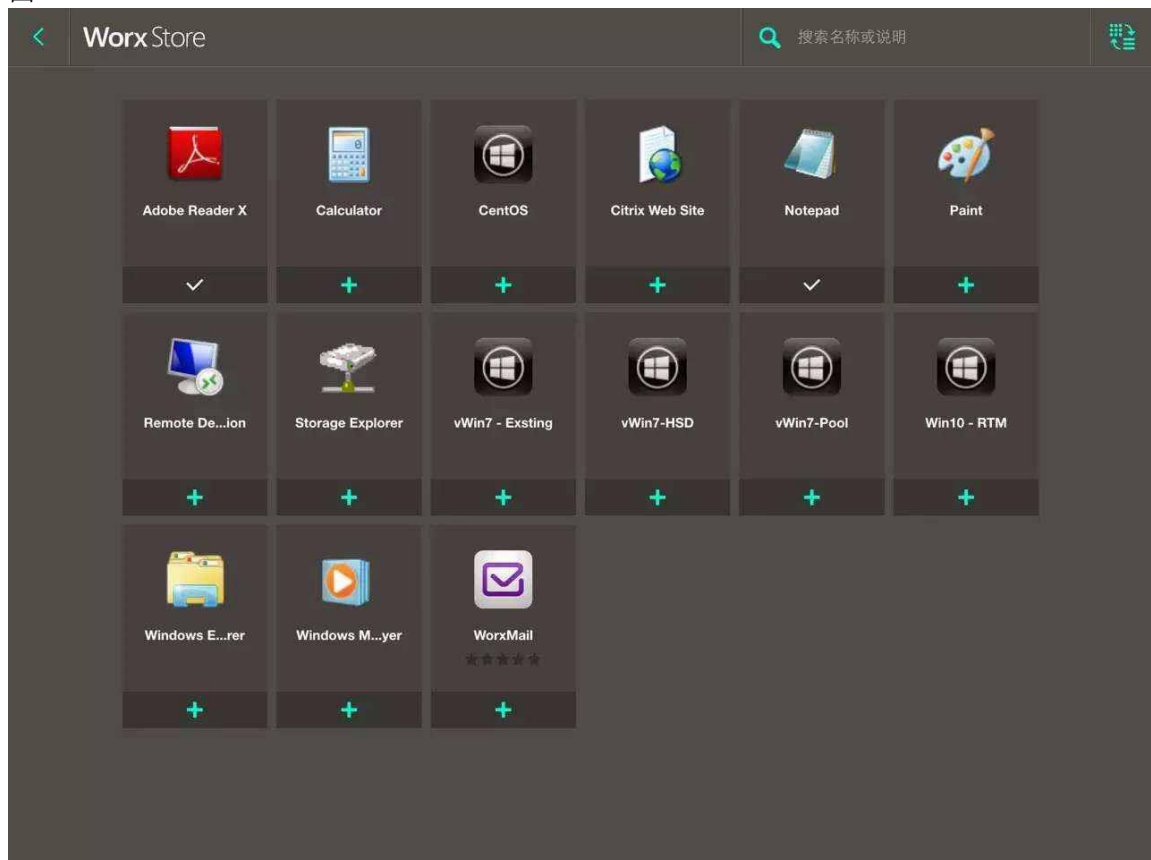 Worx Store
搜索名称或说明
Adobe Reader X
Calculator
CentOS
Citrix Web Site
Notepad
Paint
Remote De...ion
Storage Explorer
vWin7 - Exsting
vWin7-HSD
vWin7-Pool
Win10 - RTM
Windows E...rer
Windows M...yer
WorxMail